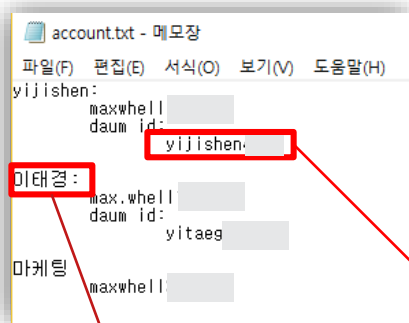 account.txt - 메모장
파일(F) 편집(E) 서식(O) 보기(V) 도움말(H)
yijishen:
maxwhell
daum id:
yijishen
이태경:
max.whell
daum id:
yitaeg
마케팅
maxwhell